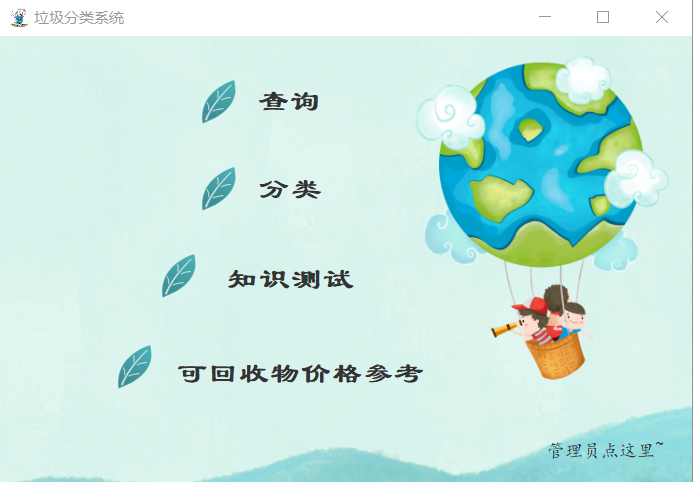 垃圾分类系统
查询
分类
知识测试
可回收物价格参考
管理员点这里~